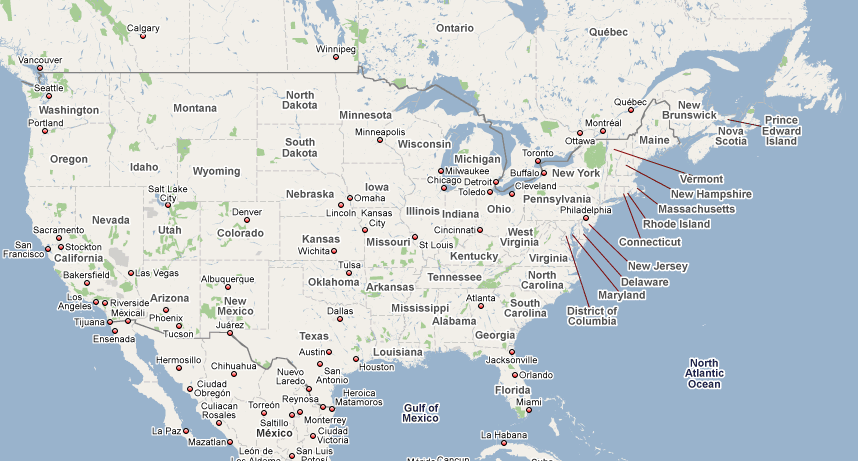 Calgary
Vancouver
Winnipeg
Ontario
Québec
Seattle
Washington
Portland
Montana
North
Dakota
Minnesota
Minneapolis
Québec
Montréal
Ottawa
New
Brunswick
Maine
Nova
Scotia
Prince
Edward
Island
Oregon
Idaho
Wyoming
South
Dakota
Wisconsin
Michigan
Milwaukee
Chicago
Detroit
Toledo
Toronto
Buffalo
Cleveland
New York
Vermont
New Hampshire
Massachusetts
Rhode Island
Connecticut
Salt Lake
City
Nebraska
Iowa
Omaha
Lincoln
Kansas
City
Illinois
Indiana
Ohio
Pennsylvania
Philadelphia
Nevada
Utah
Denver
Colorado
Sacramento
San
Francisco
Stockton
California
Kansas
Wichita
Missouri
St Louis
Cincinnati
West
Virginia
Virginia
Kentucky
New Jersey
Delaware
Maryland
District of
Columbia
Bakersfield
Las Vegas
Los
Angeles
Riverside
Mexicali
Tijuana
Ensenada
Arizona
Phoenix
Tucson
Albuquerque
New
Mexico
Juárez
Tulsa
Oklahoma
Arkansas
Tennessee
North
Carolina
South
Carolina
Atlanta
Mississippi
Alabama
Georgia
Dallas
Texas
Austin
San
Antonio
Houston
Louisiana
Jacksonville
Orlando
Florida
Miami
North
Atlantic
Ocean
Gulf of
Mexico
Hermosillo
Chihuahua
Ciudad
Obregón
Culiacan
Rosales
La Paz
Mazatlan
Torreón
Nuevo
Laredo
Reynosa
Heroica
Matamoros
Saltillo
Monterrey
México
Ciudad
Victoria
León de
Los Aldama
San Luis
Potosí
Mérida
Cancun
La Habana
Cuba